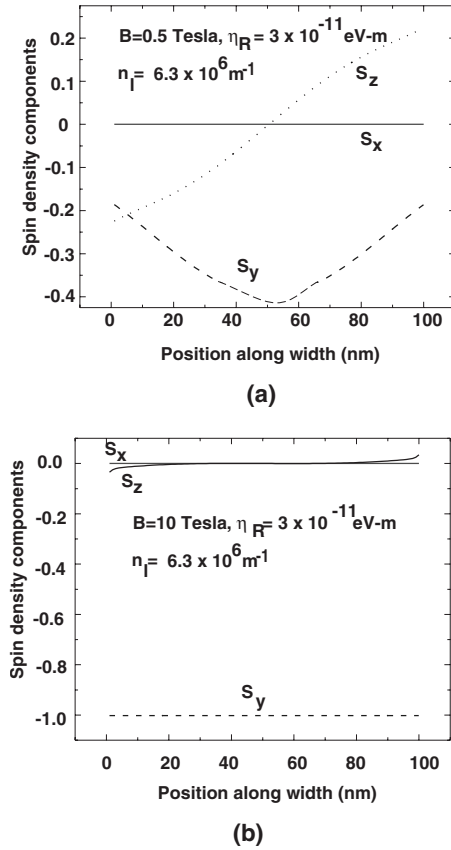 B=0.5 Tesla, η_R = 3 x 10^-11 eV-m
n_l = 6.3 x 10^6 m^-1
S_z
S_x
S_y
Spin density components
0.2
0.1
0
-0.1
-0.2
-0.3
-0.4
0 20 40 60 80 100
Position along width (nm)
(a)
S_x
S_z
B=10 Tesla, η_R = 3 x 10^-11 eV-m
n_l = 6.3 x 10^6 m^-1
S_y
Spin density components
0.0
-0.2
-0.4
-0.6
-0.8
-1.0
0 20 40 60 80 100
Position along width (nm)
(b)